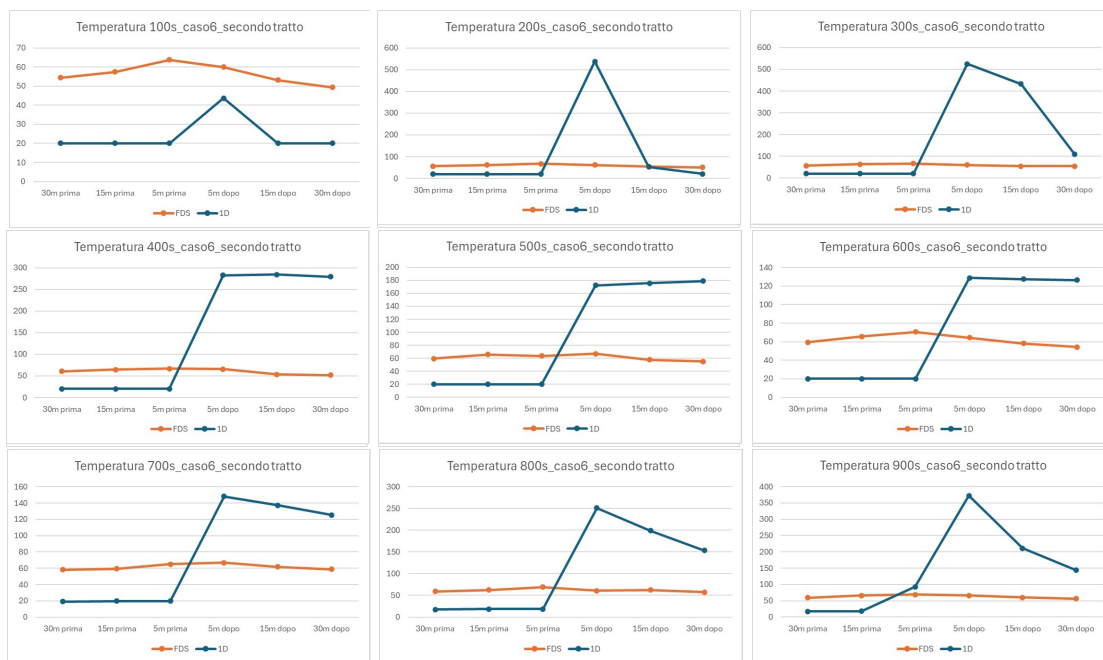 Temperatura 100s_caso6_secondo tratto
70
60
50
40
30
20
10
0
30m prima 15m prima 5m prima 5m dopo 15m dopo 30m dopo
FDS 1D
Temperatura 200s_caso6_secondo tratto
600
500
400
300
200
100
0
30m prima 15m prima 5m prima 5m dopo 15m dopo 30m dopo
FDS 1D
Temperatura 300s_caso6_secondo tratto
600
500
400
300
200
100
0
30m prima 15m prima 5m prima 5m dopo 15m dopo 30m dopo
FDS 1D
Temperatura 400s_caso6_secondo tratto
300
250
200
150
100
50
0
30m prima 15m prima 5m prima 5m dopo 15m dopo 30m dopo
FDS 1D
Temperatura 500s_caso6_secondo tratto
200
180
160
140
120
100
80
60
40
20
0
30m prima 15m prima 5m prima 5m dopo 15m dopo 30m dopo
FDS 1D
Temperatura 600s_caso6_secondo tratto
140
120
100
80
60
40
20
0
30m prima 15m prima 5m prima 5m dopo 15m dopo 30m dopo
FDS 1D
Temperatura 700s_caso6_secondo tratto
160
140
120
100
80
60
40
20
0
30m prima 15m prima 5m prima 5m dopo 15m dopo 30m dopo
FDS 1D
Temperatura 800s_caso6_secondo tratto
300
250
200
150
100
50
0
30m prima 15m prima 5m prima 5m dopo 15m dopo 30m dopo
FDS 1D
Temperatura 900s_caso6_secondo tratto
400
350
300
250
200
150
100
50
0
30m prima 15m prima 5m prima 5m dopo 15m dopo 30m dopo
FDS 1D